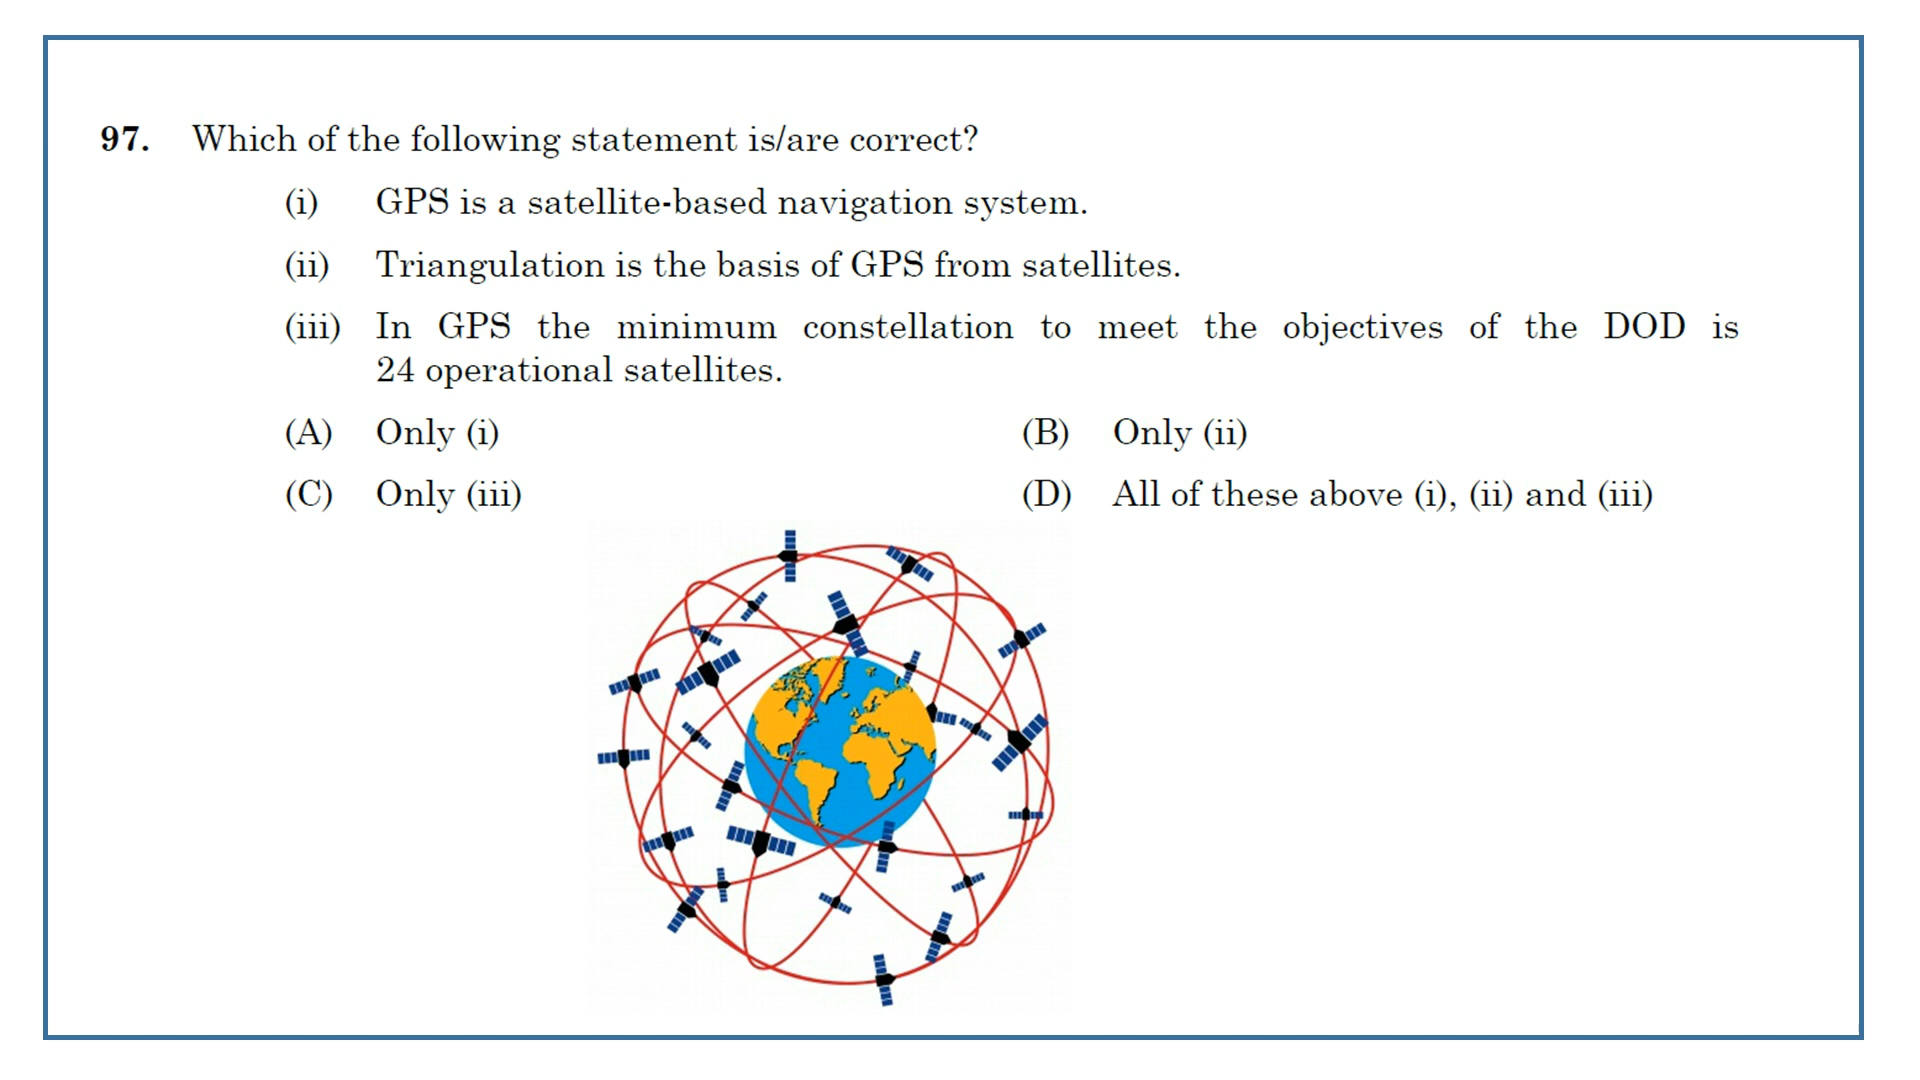 97. Which of the following statement is/are correct?
(i) GPS is a satellite-based navigation system.
(ii) Triangulation is the basis of GPS from satellites.
(iii) In GPS the minimum constellation to meet the objectives of the DOD is
24 operational satellites.
(A) Only (i) (B) Only (ii)
(C) Only (iii) (D) All of these above (i), (ii) and (iii)